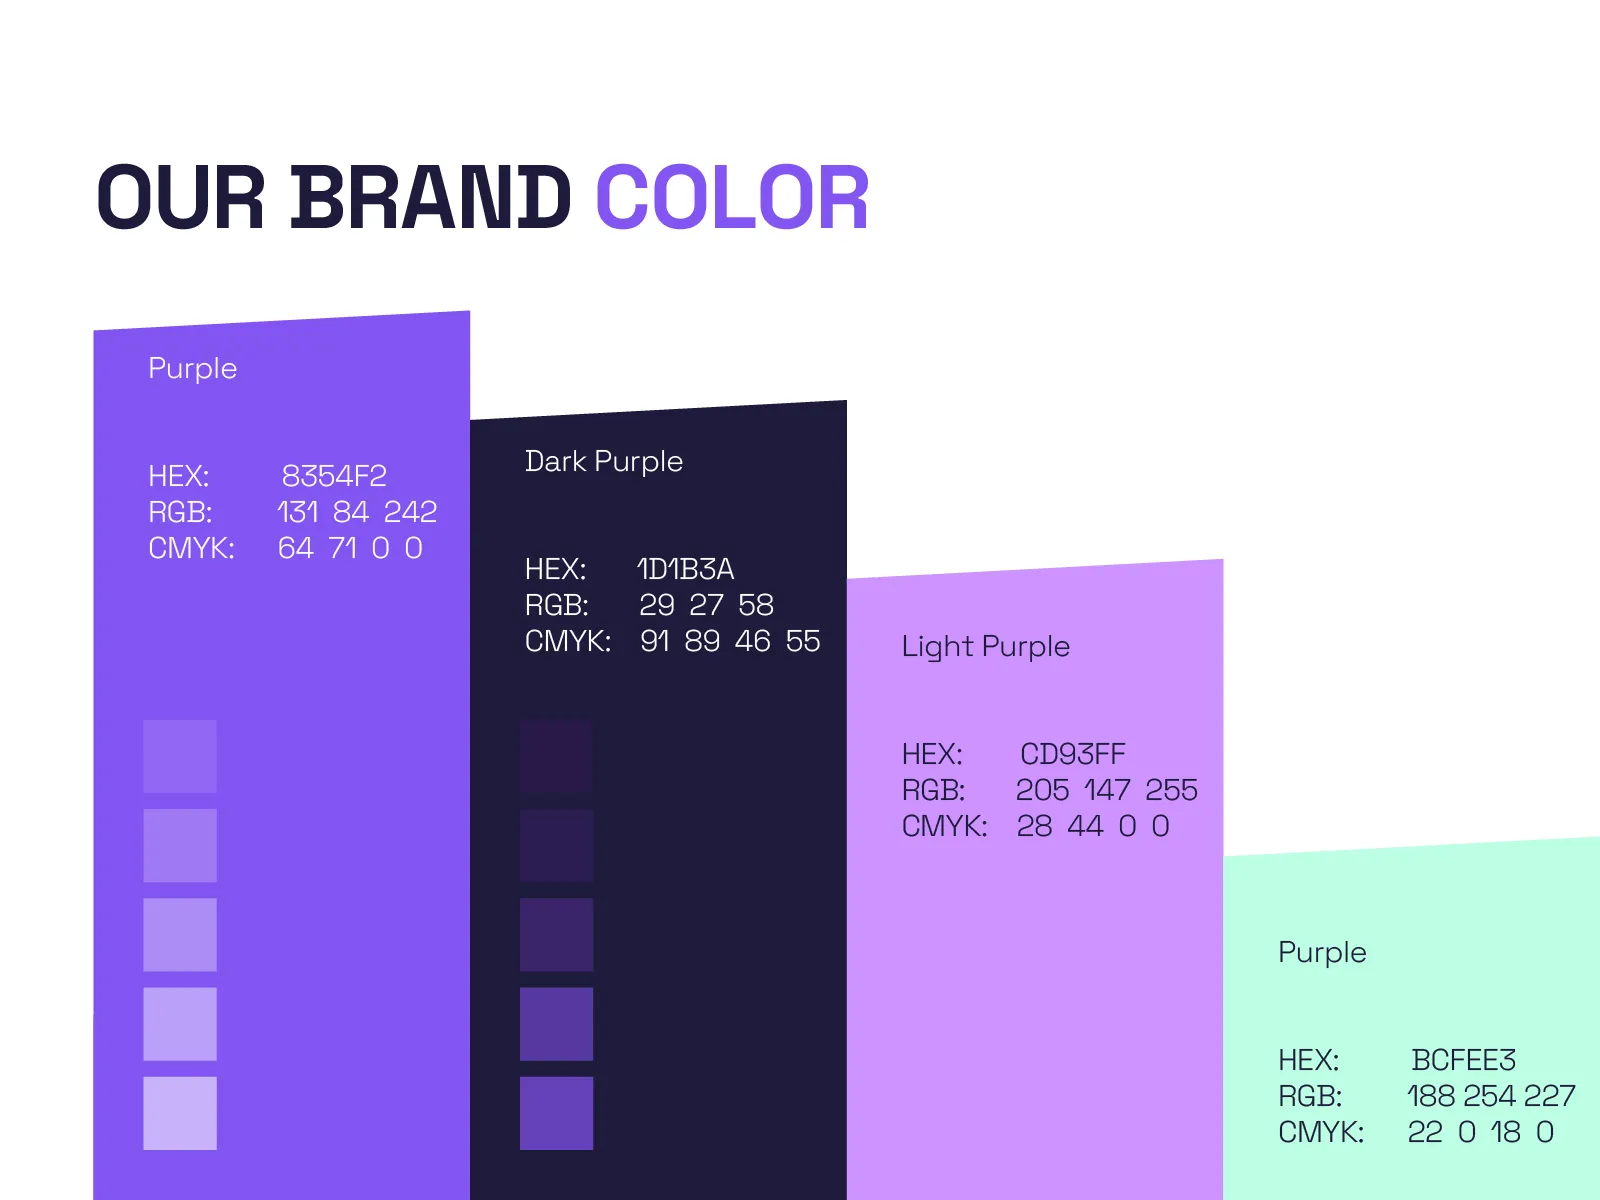 OUR BRAND COLOR
Purple
HEX: 8354F2
RGB: 131 84 242
CMYK: 64 71 0 0
Dark Purple
HEX: 1D1B3A
RGB: 29 27 58
CMYK: 91 89 46 55
Light Purple
HEX: CD93FF
RGB: 205 147 255
CMYK: 28 44 0 0
Purple
HEX: BCFEE3
RGB: 188 254 227
CMYK: 22 0 18 0